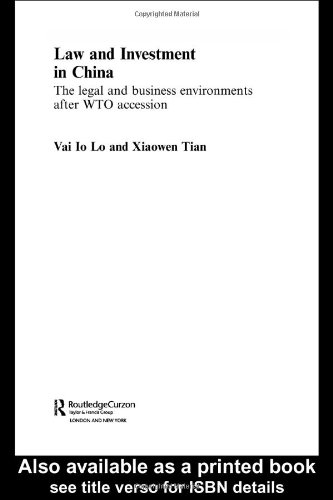 Copyrighted Material
Law and Investment
in China
The legal and business environments
after WTO accession
Vai Io Lo and Xiaowen Tian
RoutledgeCurzon
Taylor & Francis Group
LONDON AND NEW YORK
Also available as a printed book
see title verso for ISBN details